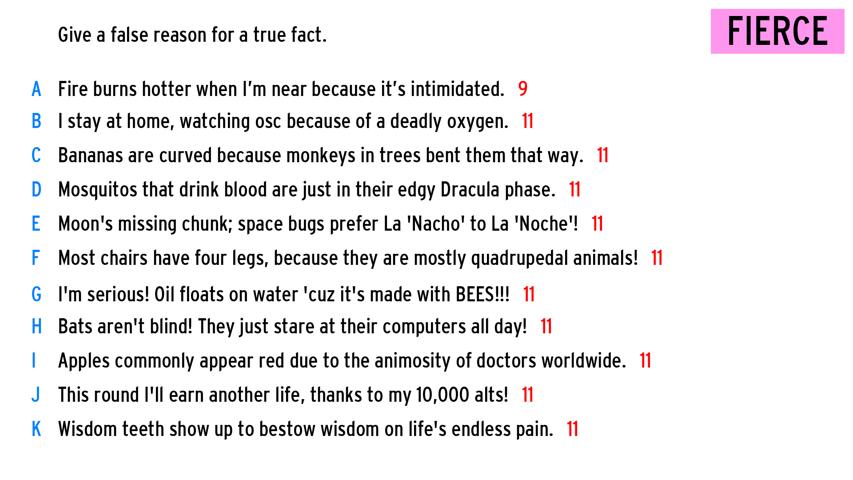 Give a false reason for a true fact.
FIERCE
A Fire burns hotter when I'm near because it's intimidated. 9
B I stay at home, watching osc because of a deadly oxygen. 11
C Bananas are curved because monkeys in trees bent them that way. 11
D Mosquitos that drink blood are just in their edgy Dracula phase. 11
E Moon's missing chunk; space bugs prefer La 'Nacho' to La 'Noche'! 11
F Most chairs have four legs, because they are mostly quadrupedal animals! 11
G I'm serious! Oil floats on water 'cuz it's made with BEES!!! 11
H Bats aren't blind! They just stare at their computers all day! 11
I Apples commonly appear red due to the animosity of doctors worldwide. 11
J This round I'll earn another life, thanks to my 10,000 alts! 11
K Wisdom teeth show up to bestow wisdom on life's endless pain. 11